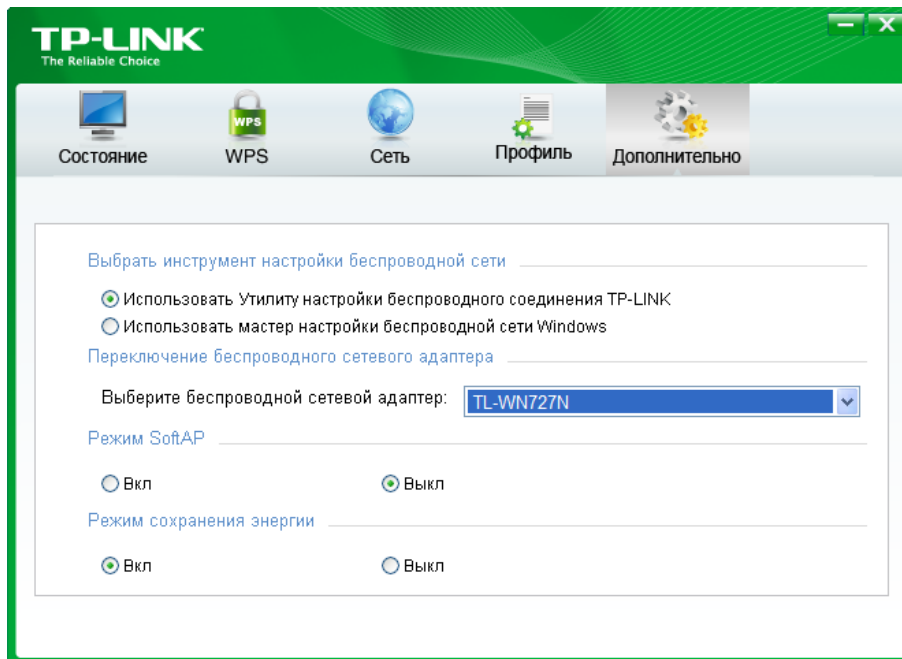 TP-LINK
The Reliable Choice
Состояние
WPS
WPS
Сеть
Профиль
Дополнительно
Выбрать инструмент настройки беспроводной сети
Использовать Утилиту настройки беспроводного соединения TP-LINK
Использовать мастер настройки беспроводной сети Windows
Переключение беспроводного сетевого адаптера
Выберите беспроводной сетевой адаптер: TL-WN727N
Режим SoftAP
Вкл Выкл
Режим сохранения энергии
Вкл Выкл